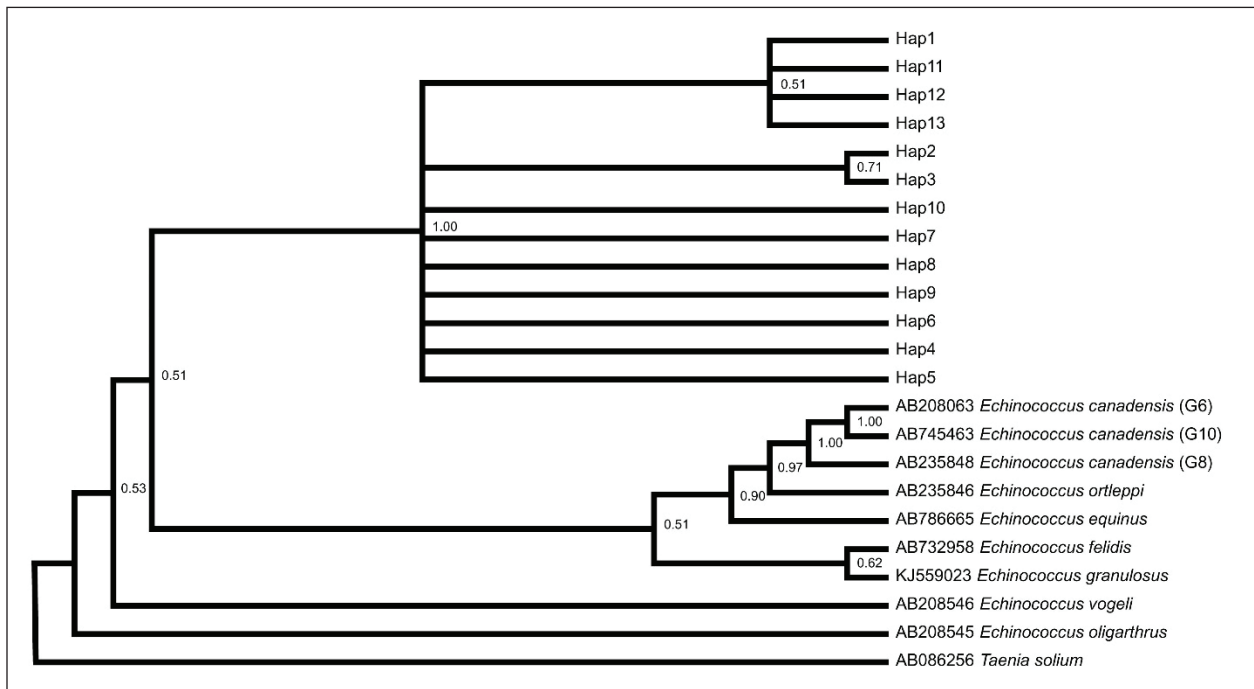 Hap1
Hap11
0.51
Hap12
Hap13
Hap2
0.71
Hap3
Hap10
1.00
Hap7
Hap8
Hap9
Hap6
Hap4
0.51
Hap5
AB208063 Echinococcus canadensis (G6)
1.00
AB745463 Echinococcus canadensis (G10)
1.00
AB235848 Echinococcus canadensis (G8)
0.97
AB235846 Echinococcus ortleppi
0.53
0.90
AB786665 Echinococcus equinus
0.51
AB732958 Echinococcus felidis
0.62
KJ559023 Echinococcus granulosus
AB208546 Echinococcus vogeli
AB208545 Echinococcus oligarthrus
AB086256 Taenia solium